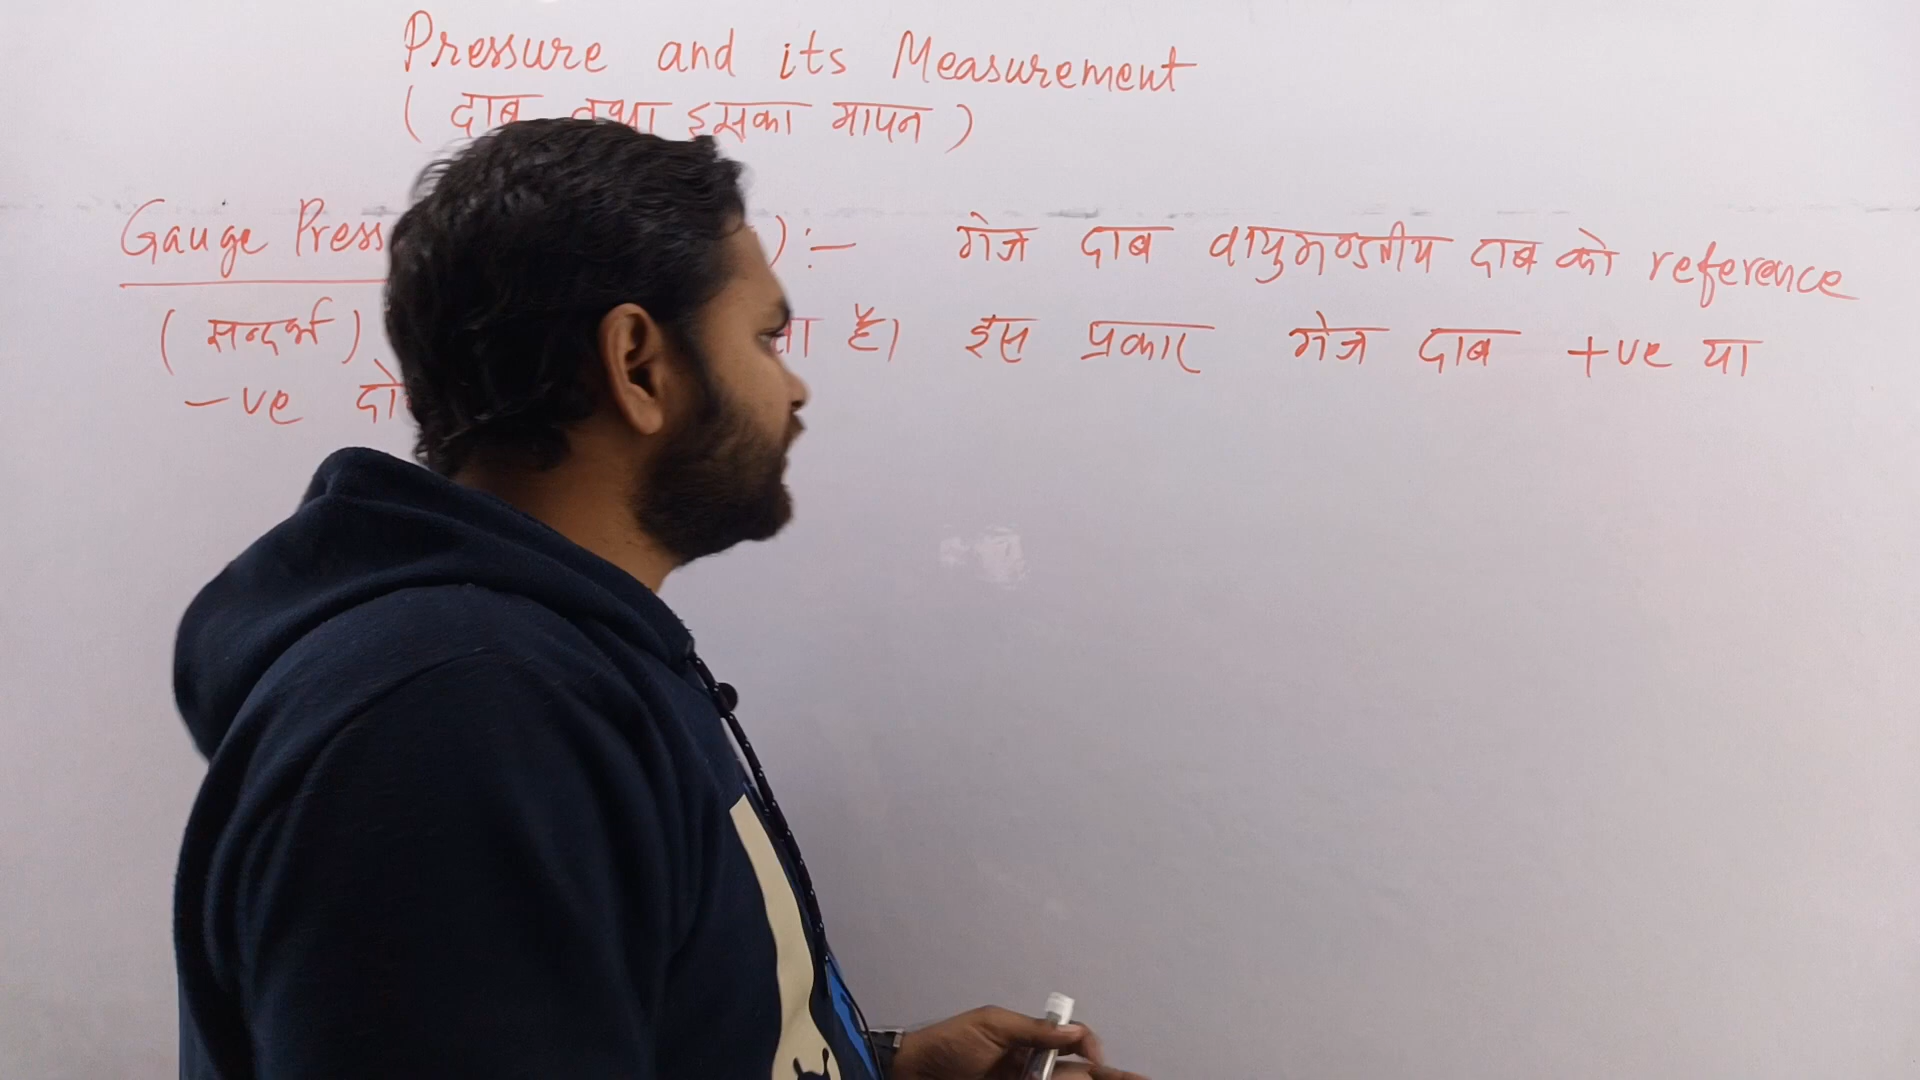 Pressure and its Measurement
( दाब तथा इसका मापन )
Gauge Press ) :- गेज दाब वायुमण्डलीय दाब को reference
( सन्दर्भ ) है। इस प्रकार गेज दाब +ve या
-ve